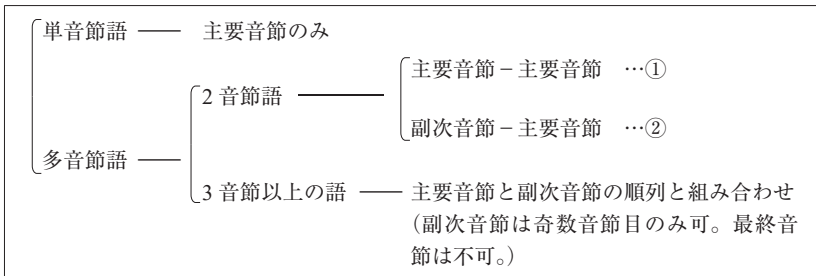 単音節語 ―― 主要音節のみ
主要音節−主要音節 …①
2 音節語
副次音節−主要音節 …②
多音節語
3 音節以上の語 ―― 主要音節と副次音節の順列と組み合わせ
(副次音節は奇数音節目のみ可。最終音
節は不可。)